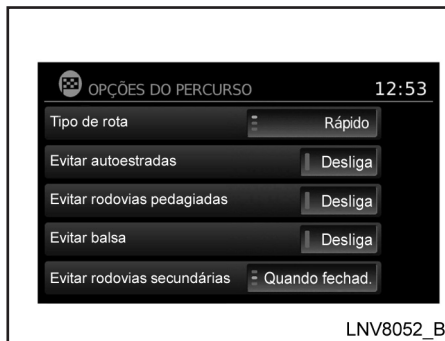 OPÇÕES DO PERCURSO 12:53
Tipo de rota Rápido
Evitar autoestradas Desliga
Evitar rodovias pedagiadas Desliga
Evitar balsa Desliga
Evitar rodovias secundárias Quando fechad.
LNV8052_B